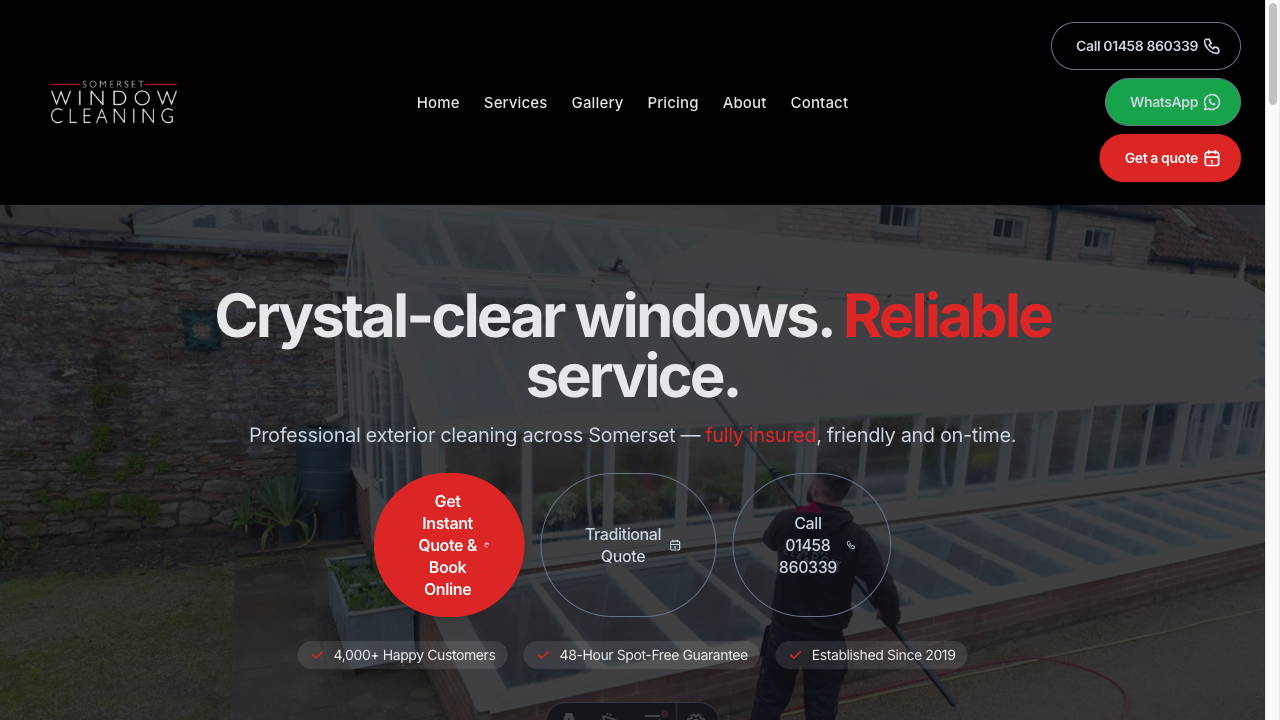 SOMERSET
WINDOW
CLEANING
Home
Services
Gallery
Pricing
About
Contact
Call 01458 860339
WhatsApp
Get a quote
Crystal-clear windows. Reliable
service.
Professional exterior cleaning across Somerset — fully insured, friendly and on-time.
Get
Instant
Quote &
Book
Online
Traditional
Quote
Call
01458
860339
4,000+ Happy Customers
48-Hour Spot-Free Guarantee
Established Since 2019